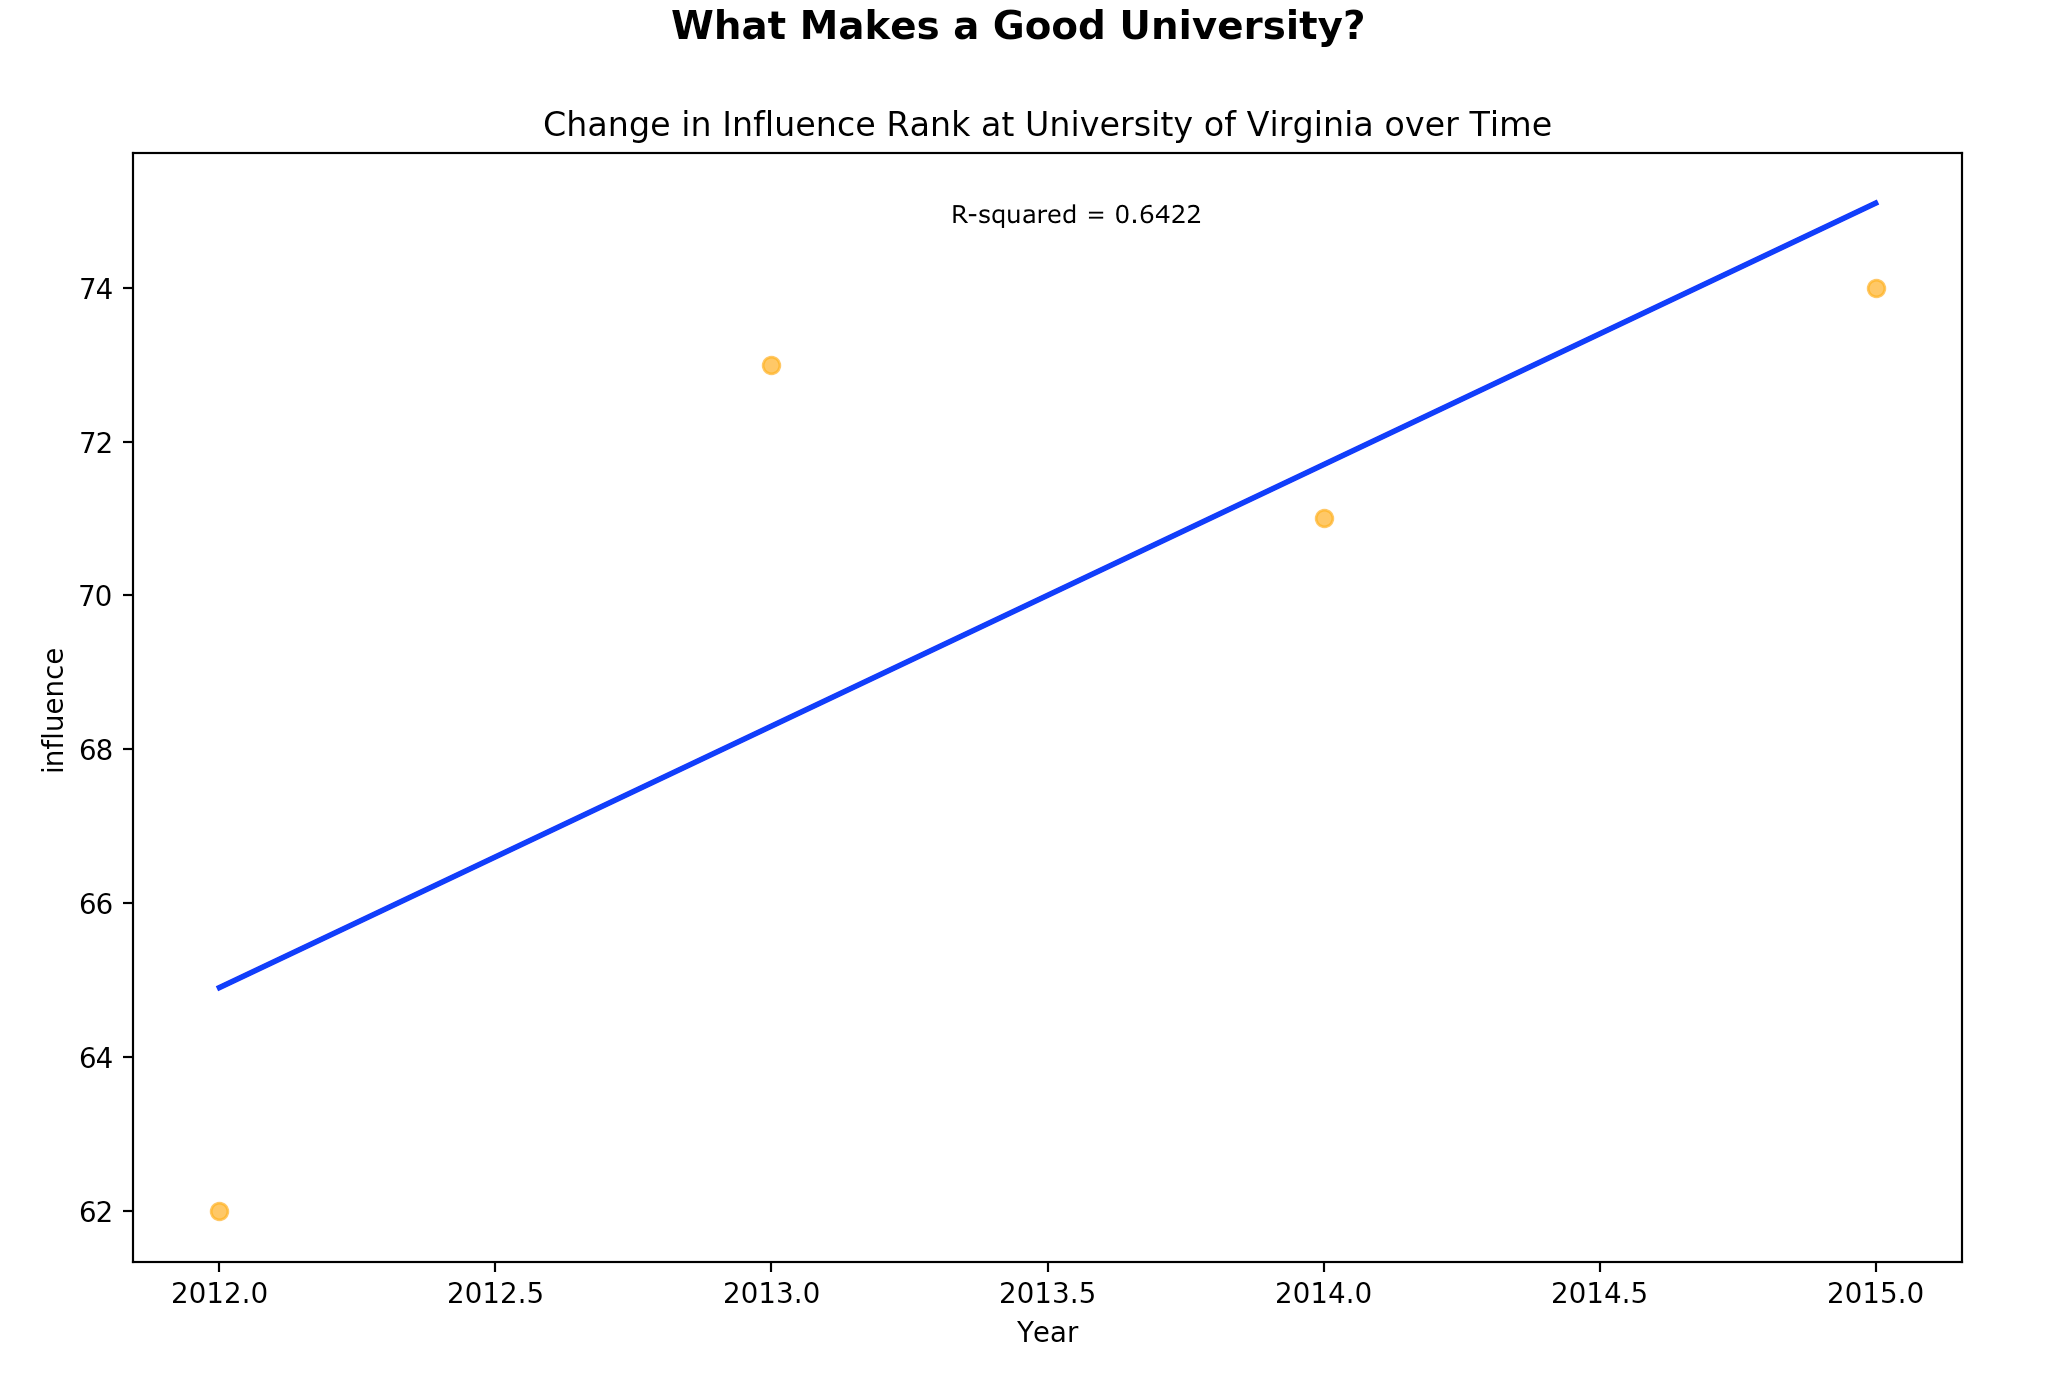 What Makes a Good University?
Change in Influence Rank at University of Virginia over Time
R-squared = 0.6422
74
72
70
68
66
64
62
influence
2012.0 2012.5 2013.0 2013.5 2014.0 2014.5 2015.0
Year